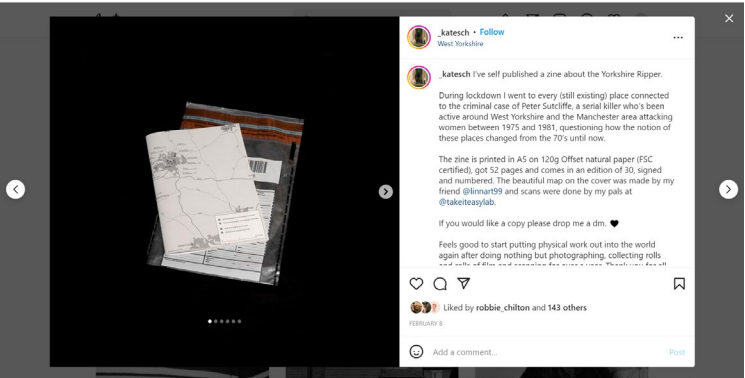 _katesch • Follow
West Yorkshire
_katesch I've self published a zine about the Yorkshire Ripper.
During lockdown I went to every (still existing) place connected
to the criminal case of Peter Sutcliffe, a serial killer who's been
active around West Yorkshire and the Manchester area attacking
women between 1975 and 1981, questioning how the notion of
these places changed from the 70's until now.
The zine is printed in A5 on 120g Offset natural paper (FSC
certified), got 52 pages and comes in an edition of 30, signed
and numbered. The beautiful map on the cover was made by my
friend @linnart99 and scans were done by my pals at
@takeiteasylab.
If you would like a copy please drop me a dm. 🖤
Feels good to start putting physical work out into the world
again after doing nothing but photographing, collecting rolls
Liked by robbie_chilton and 143 others
FEBRUARY 8
Add a comment...
Post